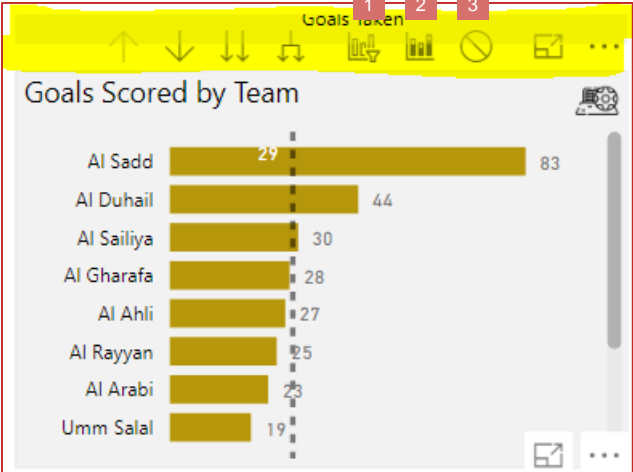 1 2 3
Goals Taken
Goals Scored by Team
Al Sadd 29 83
Al Duhail 44
Al Sailiya 30
Al Gharafa 28
Al Ahli 27
Al Rayyan 25
Al Arabi 23
Umm Salal 19